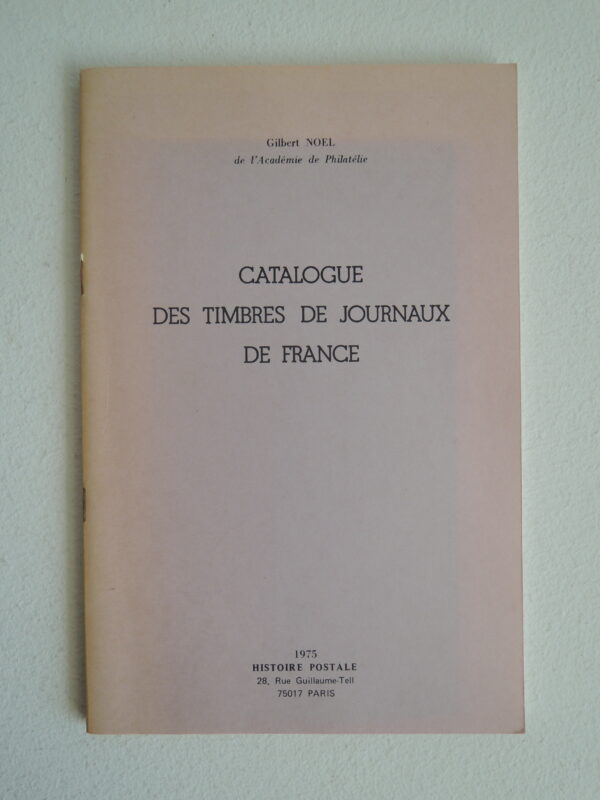 Gilbert NOEL
de l'Académie de Philatélie
CATALOGUE
DES TIMBRES DE JOURNAUX
DE FRANCE
1975
HISTOIRE POSTALE
28, Rue Guillaume-Tell
75017 PARIS